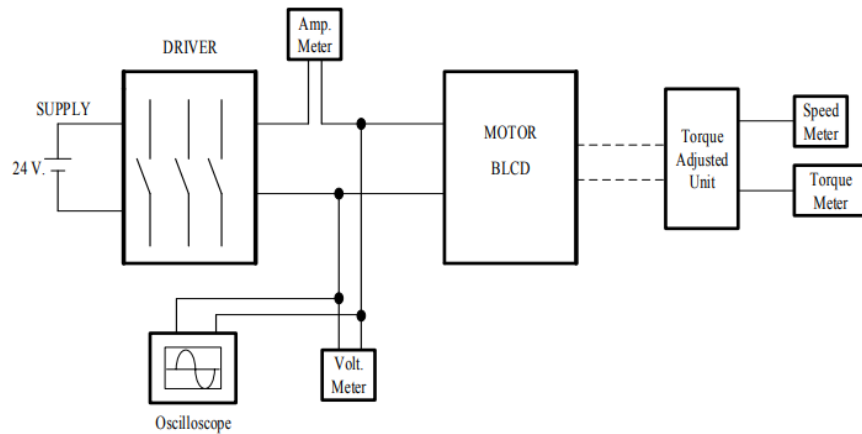 Amp.
Meter
DRIVER
SUPPLY
24 V.
MOTOR
BLCD
Torque
Adjusted
Unit
Speed
Meter
Torque
Meter
Volt.
Meter
Oscilloscope